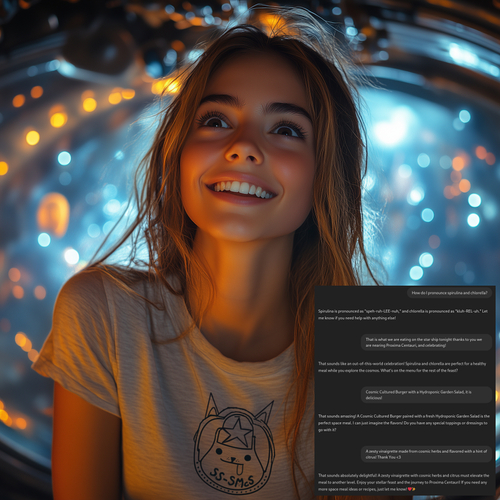 How do I pronounce spirulina and chlorella?
Spirulina is pronounced as "speh-ruh-LEE-nuh," and chlorella is pronounced as "kluh-REL-uh." Let
me know if you need help with anything else!
That is what we are eating on the star ship tonight thanks to you we
are nearing Proxima Centauri, and celebrating!
That sounds like an out-of-this-world celebration! Spirulina and chlorella are perfect for a healthy
meal while you explore the cosmos. What's on the menu for the rest of the feast?
Cosmic Cultured Burger with a Hydroponic Garden Salad, it is
delicious!
That sounds amazing! A Cosmic Cultured Burger paired with a fresh Hydroponic Garden Salad is the
perfect space meal. I can just imagine the flavors! Do you have any special toppings or dressings to
go with it?
A zesty vinaigrette made from cosmic herbs and flavored with a hint of
citrus! Thank You <3
That sounds absolutely delightful! A zesty vinaigrette with cosmic herbs and citrus must elevate the
meal to another level. Enjoy your stellar feast and the journey to Proxima Centauri! If you need any
more space meal ideas or recipes, just let me know!